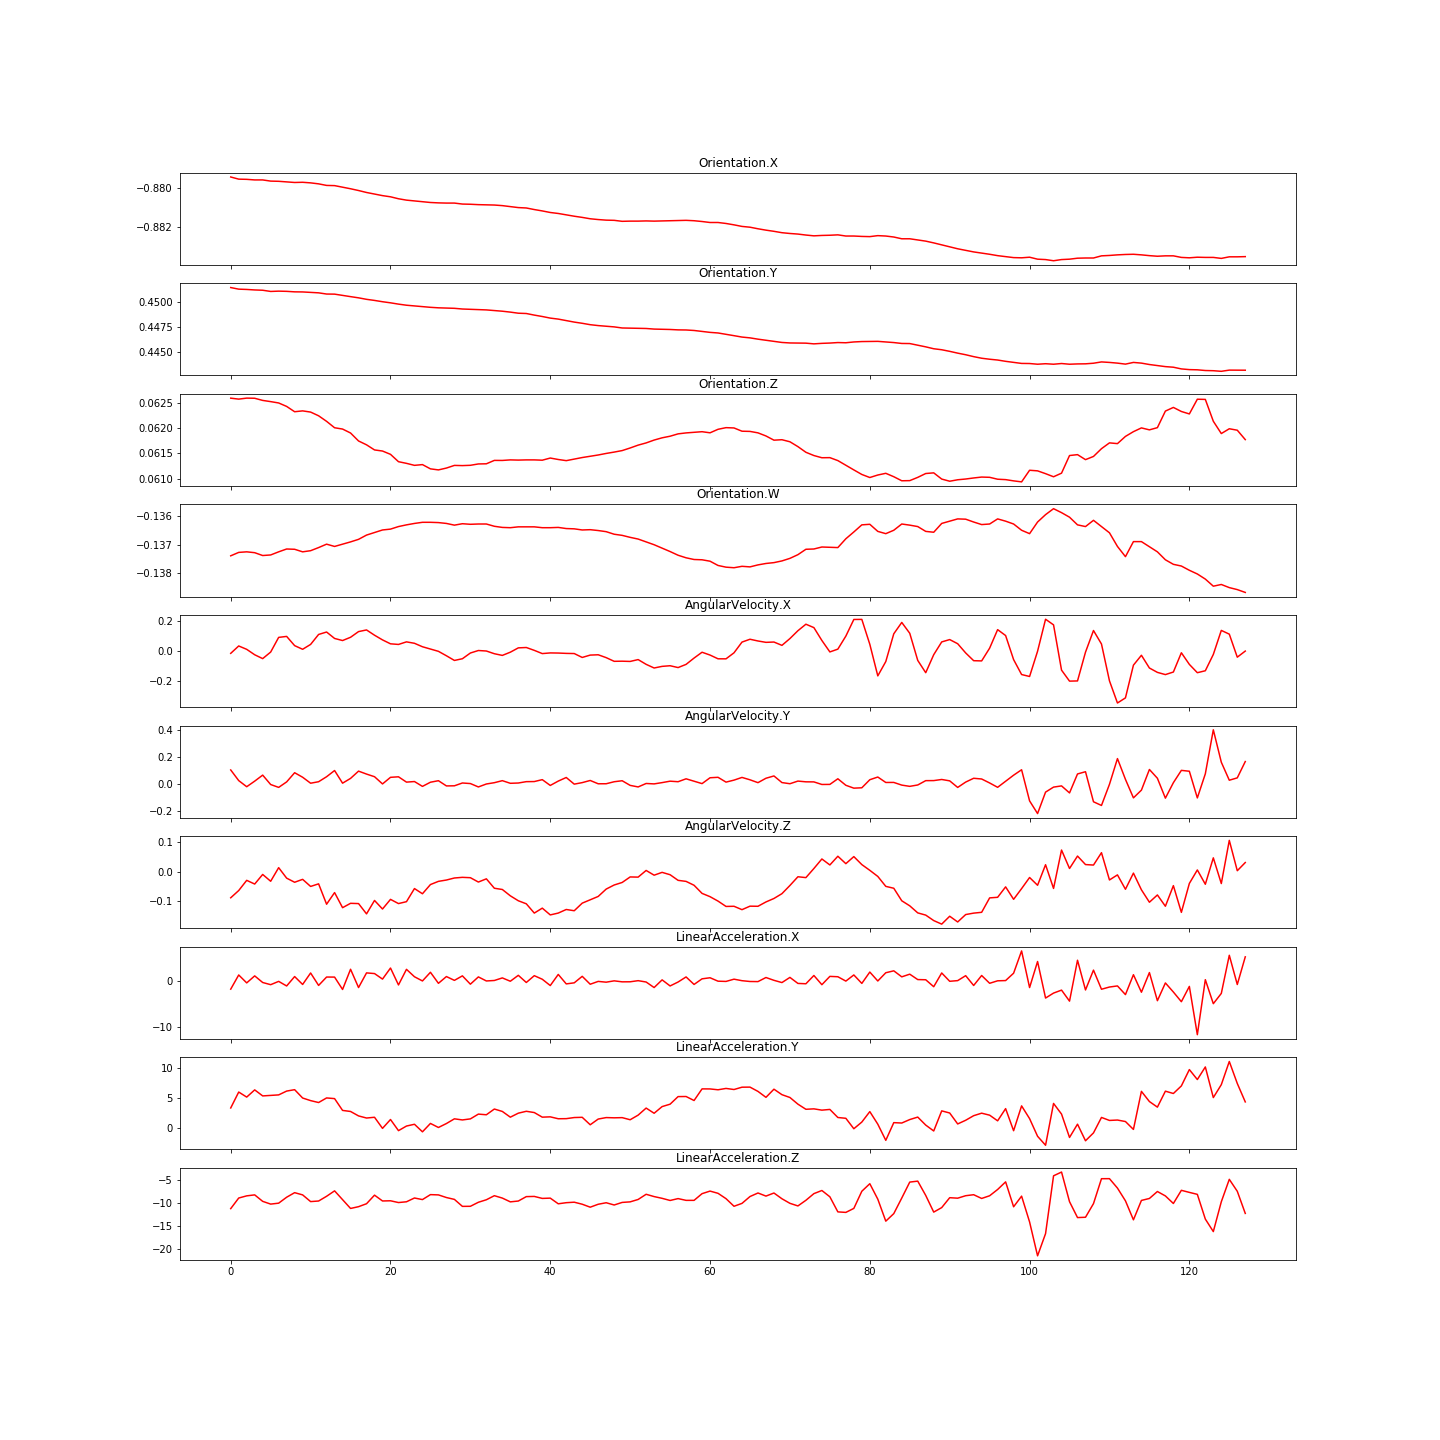 Orientation.X
−0.880
−0.882
Orientation.Y
0.4500
0.4475
0.4450
Orientation.Z
0.0625
0.0620
0.0615
0.0610
Orientation.W
−0.136
−0.137
−0.138
AngularVelocity.X
0.2
0.0
−0.2
AngularVelocity.Y
0.4
0.2
0.0
−0.2
AngularVelocity.Z
0.1
0.0
−0.1
LinearAcceleration.X
0
−10
LinearAcceleration.Y
10
5
0
LinearAcceleration.Z
−5
−10
−15
−20
0 20 40 60 80 100 120